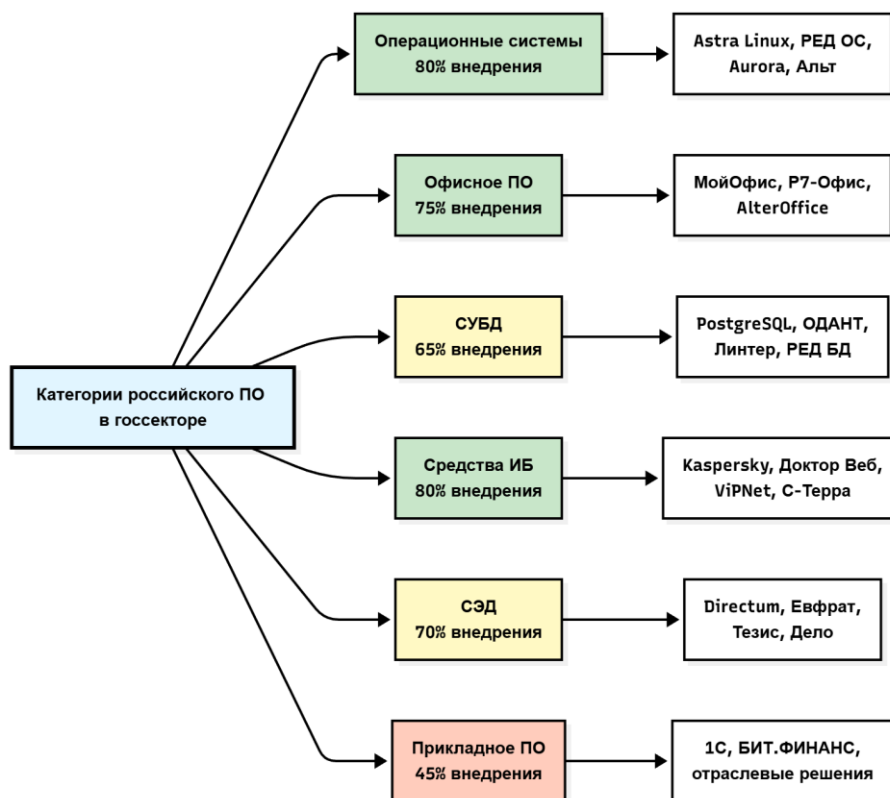 Операционные системы
80% внедрения
Astra Linux, РЕД ОС,
Aurora, Альт
Офисное ПО
75% внедрения
МойОфис, Р7-Офис,
AlterOffice
СУБД
65% внедрения
PostgreSQL, ОДАНТ,
Линтер, РЕД БД
Категории российского ПО
в госсекторе
Средства ИБ
80% внедрения
Kaspersky, Доктор Веб,
ViPNet, С-Терра
СЭД
70% внедрения
Directum, Евфрат,
Тезис, Дело
Прикладное ПО
45% внедрения
1С, БИТ.ФИНАНС,
отраслевые решения